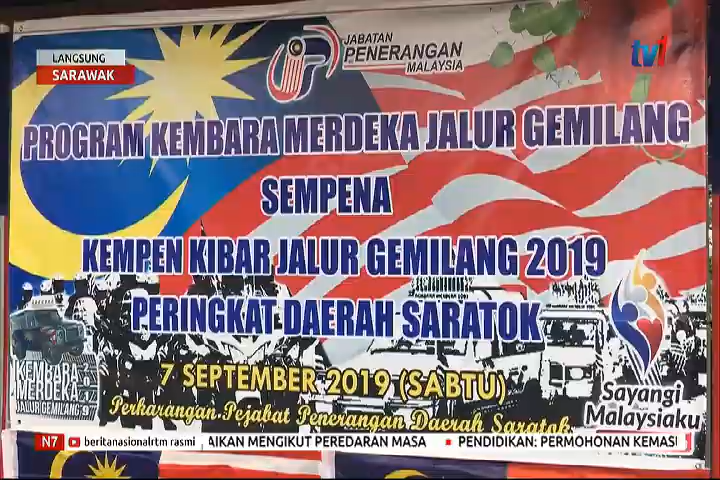 LANGSUNG
SARAWAK
JABATAN
PENERANGAN
MALAYSIA
tv1
PROGRAM KEMBARA MERDEKA JALUR GEMILANG
SEMPENA
KEMPEN KIBAR JALUR GEMILANG 2019
PERINGKAT DAERAH SARATOK
7 SEPTEMBER 2019 (SABTU)
Perkarangan Pejabat Penerangan Daerah Saratok
KEMBARA
MERDEKA
JALUR GEMILANG
Sayangi
Malaysiaku
N7 beritanasionalrtm rasmi AIKAN MENGIKUT PEREDARAN MASA PENDIDIKAN: PERMOHONAN KEMAS